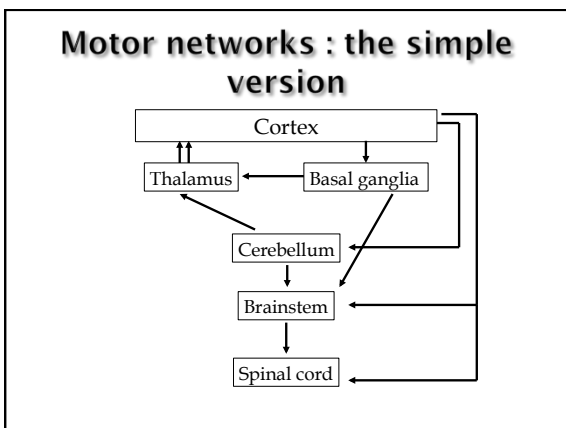 Motor networks : the simple
version
Cortex
Thalamus
Basal ganglia
Cerebellum
Brainstem
Spinal cord